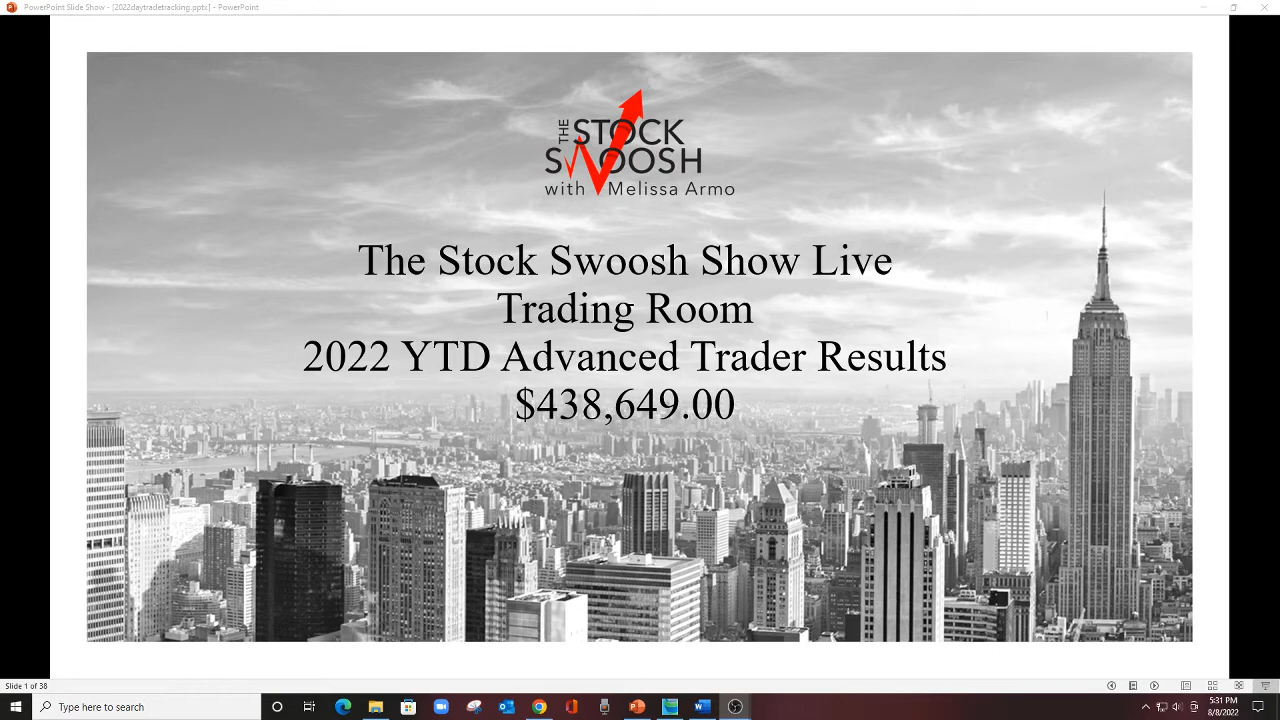 PowerPoint Slide Show - [2022daytradetracking.pptx] - PowerPoint
THE STOCK
SWOOSH
with Melissa Armo
The Stock Swoosh Show Live
Trading Room
2022 YTD Advanced Trader Results
$438,649.00
Slide 1 of 38
Type here to search
5:31 PM
8/8/2022